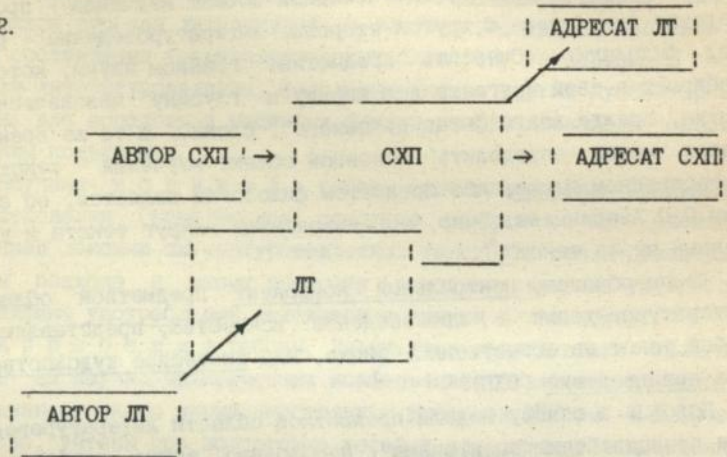 2.
АДРЕСАТ ЛТ
АВТОР СХП → СХП → АДРЕСАТ СХП
ЛТ
АВТОР ЛТ